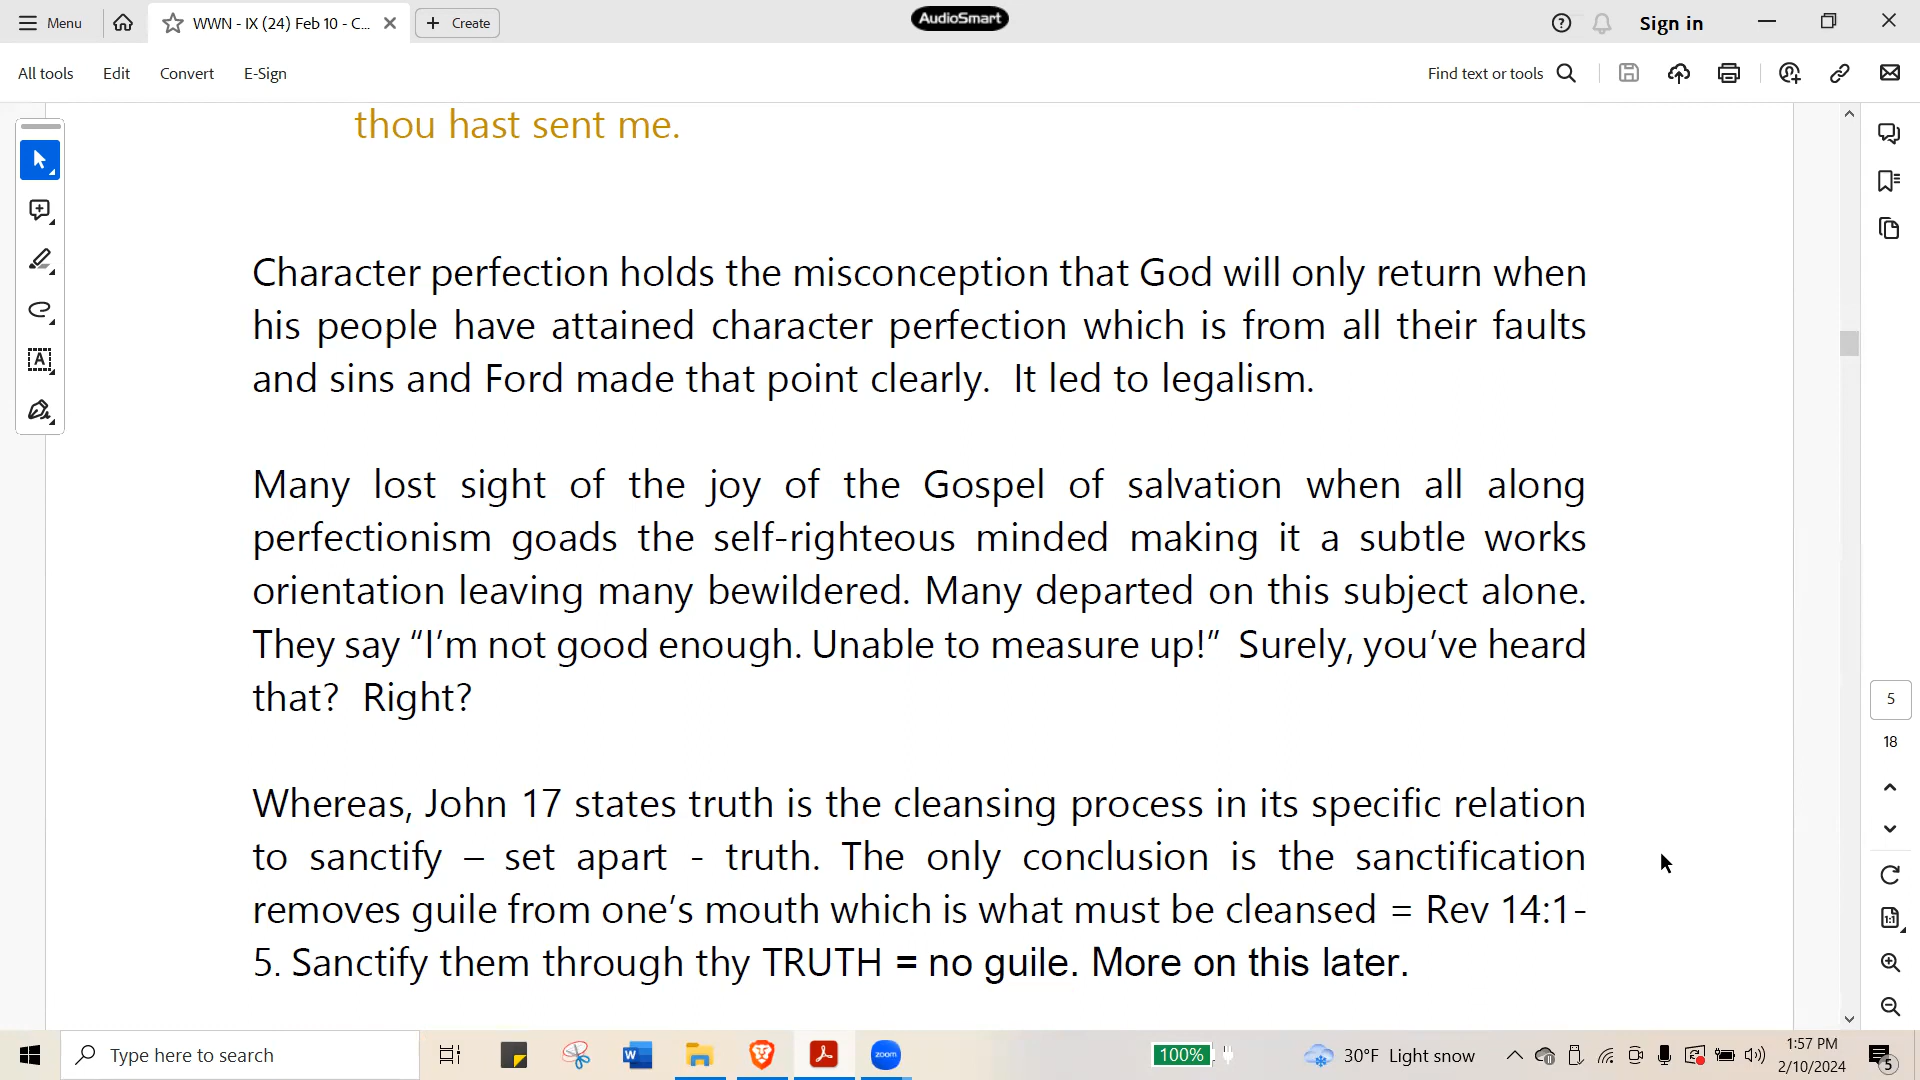 Menu
WWN - IX (24) Feb 10 - C...
Create
AudioSmart
Sign in
All tools
Edit
Convert
E-Sign
Find text or tools
thou hast sent me.
Character perfection holds the misconception that God will only return when
his people have attained character perfection which is from all their faults
and sins and Ford made that point clearly. It led to legalism.
Many lost sight of the joy of the Gospel of salvation when all along
perfectionism goads the self-righteous minded making it a subtle works
orientation leaving many bewildered. Many departed on this subject alone.
They say “I’m not good enough. Unable to measure up!” Surely, you’ve heard
that? Right?
Whereas, John 17 states truth is the cleansing process in its specific relation
to sanctify – set apart - truth. The only conclusion is the sanctification
removes guile from one’s mouth which is what must be cleansed = Rev 14:1-
5. Sanctify them through thy TRUTH = no guile. More on this later.
5
18
Type here to search
zoom
100%
30°F Light snow
1:57 PM
2/10/2024
5